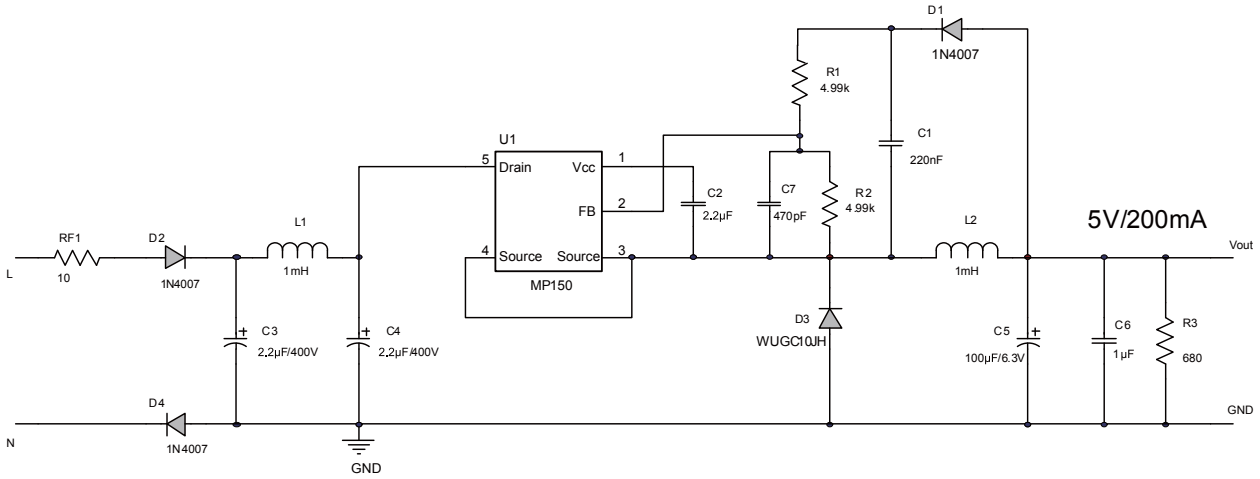 D1
1N4007
R1
4.99k
C1
220nF
U1
5
Drain
Vcc
1
FB
2
4
Source
Source
3
MP150
C2
2.2μF
C7
470pF
R2
4.99k
L2
1mH
5V/200mA
Vout
L
RF1
10
D2
1N4007
L1
1mH
C3
2.2μF/400V
C4
2.2μF/400V
D3
WUGC10JH
C5
100μF/6.3V
C6
1μF
R3
680
N
D4
1N4007
GND
GND